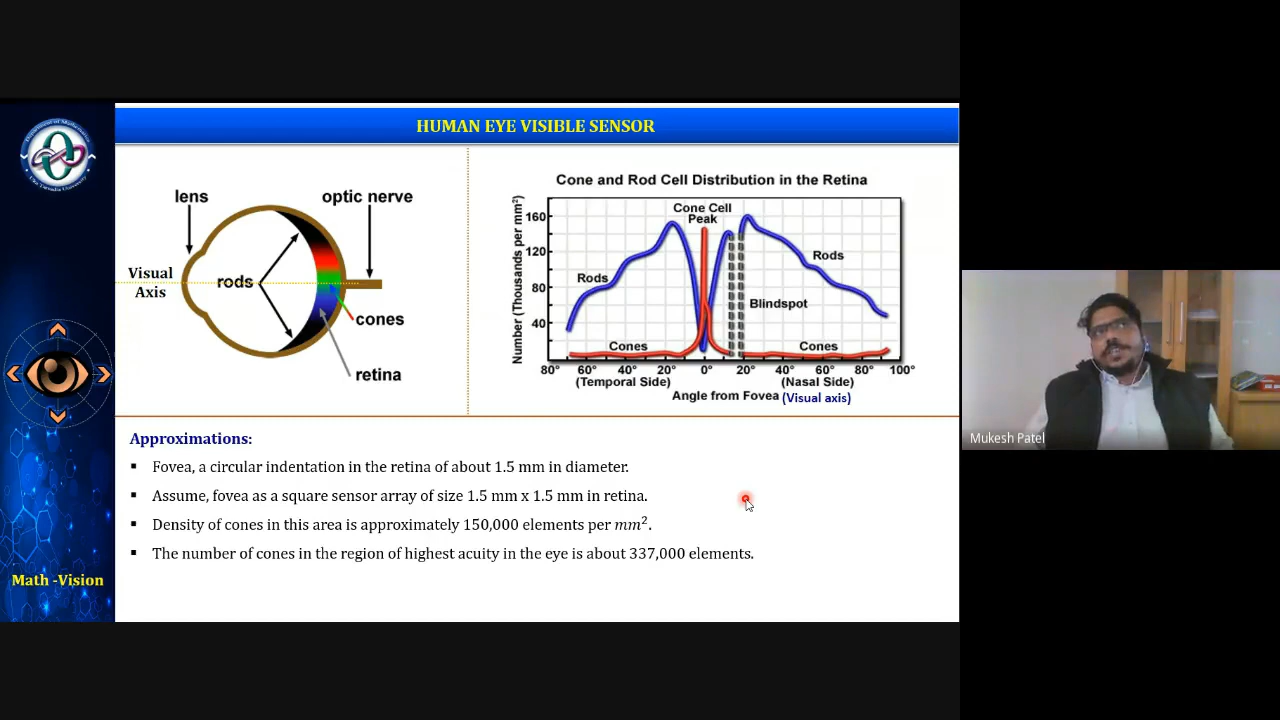 HUMAN EYE VISIBLE SENSOR
lens
optic nerve
Visual
Axis
rods
cones
retina
Cone and Rod Cell Distribution in the Retina
Number (Thousands per mm²)
160
120
80
40
Cone Cell
Peak
Rods
Rods
Blindspot
Cones
Cones
80° 60° 40° 20° 0° 20° 40° 60° 80° 100°
(Temporal Side) (Nasal Side)
Angle from Fovea (Visual axis)
Approximations:
▪ Fovea, a circular indentation in the retina of about 1.5 mm in diameter.
▪ Assume, fovea as a square sensor array of size 1.5 mm x 1.5 mm in retina.
▪ Density of cones in this area is approximately 150,000 elements per mm².
▪ The number of cones in the region of highest acuity in the eye is about 337,000 elements.
Math -Vision
Mukesh Patel